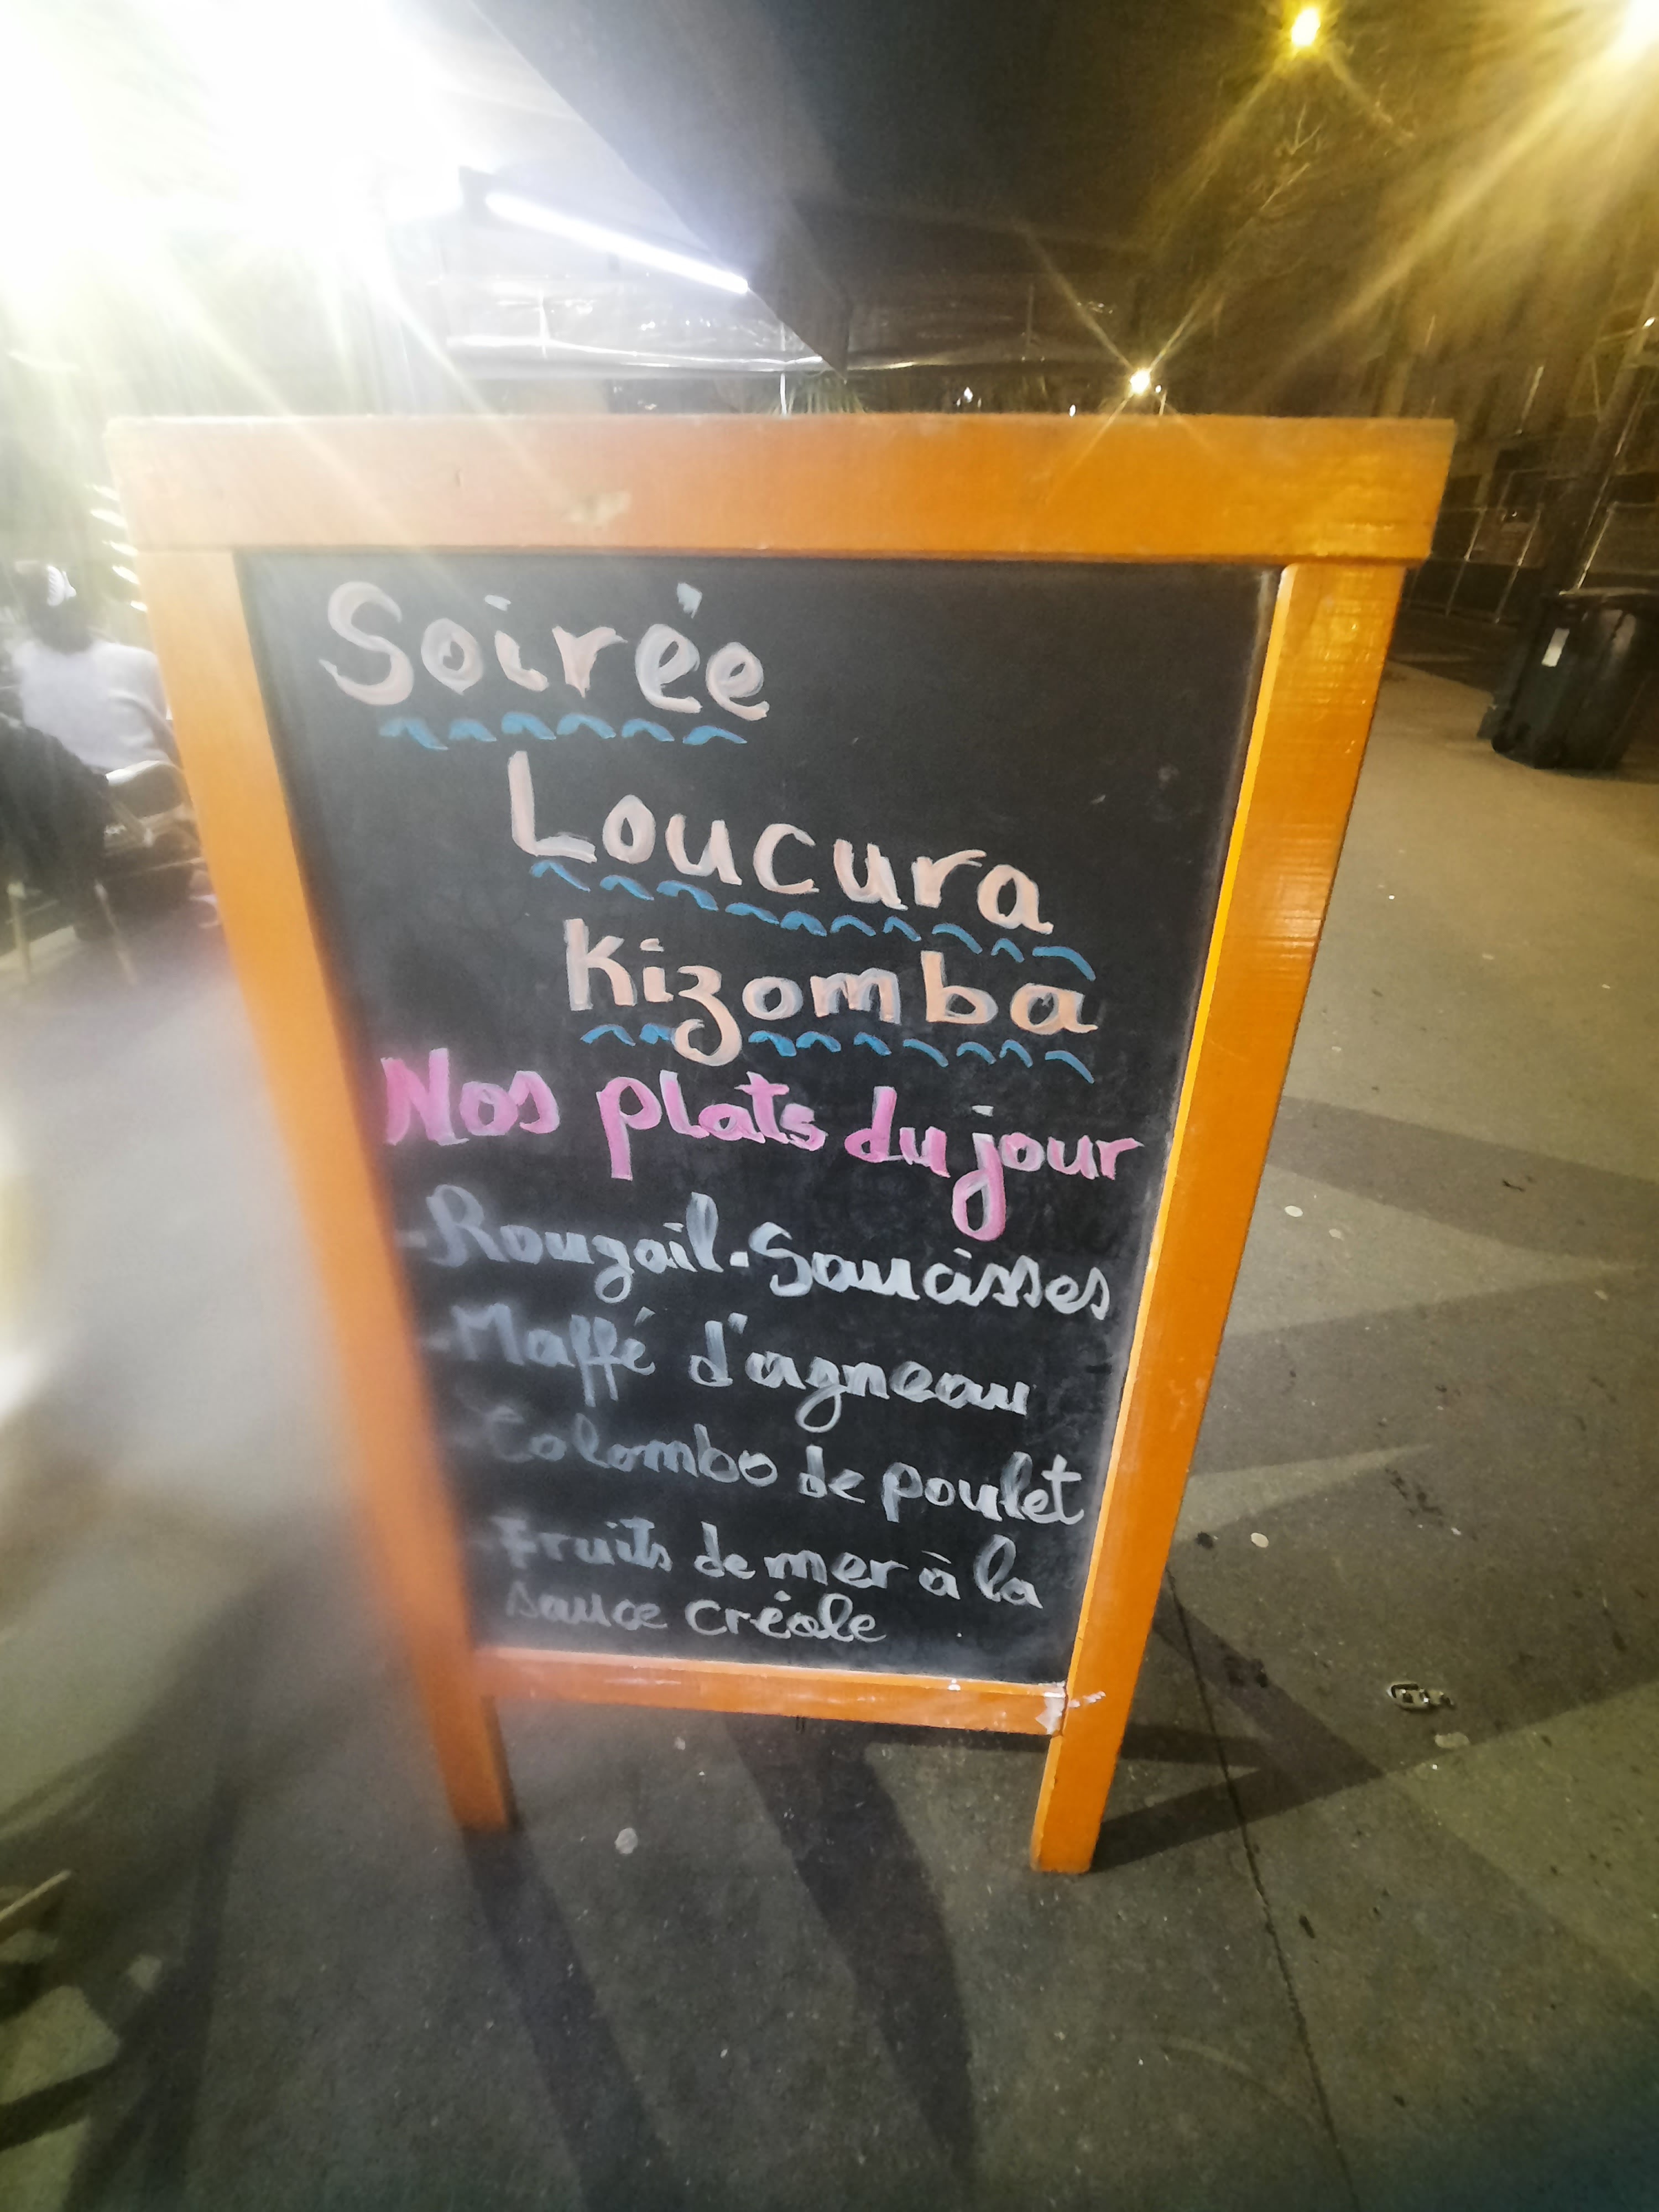 Soirée
Loucura
Kizomba
Nos plats du jour
-Rougail-Saucisses
-Maffé d'agneau
Colombo de poulet
Fruits de mer à la
sauce créole